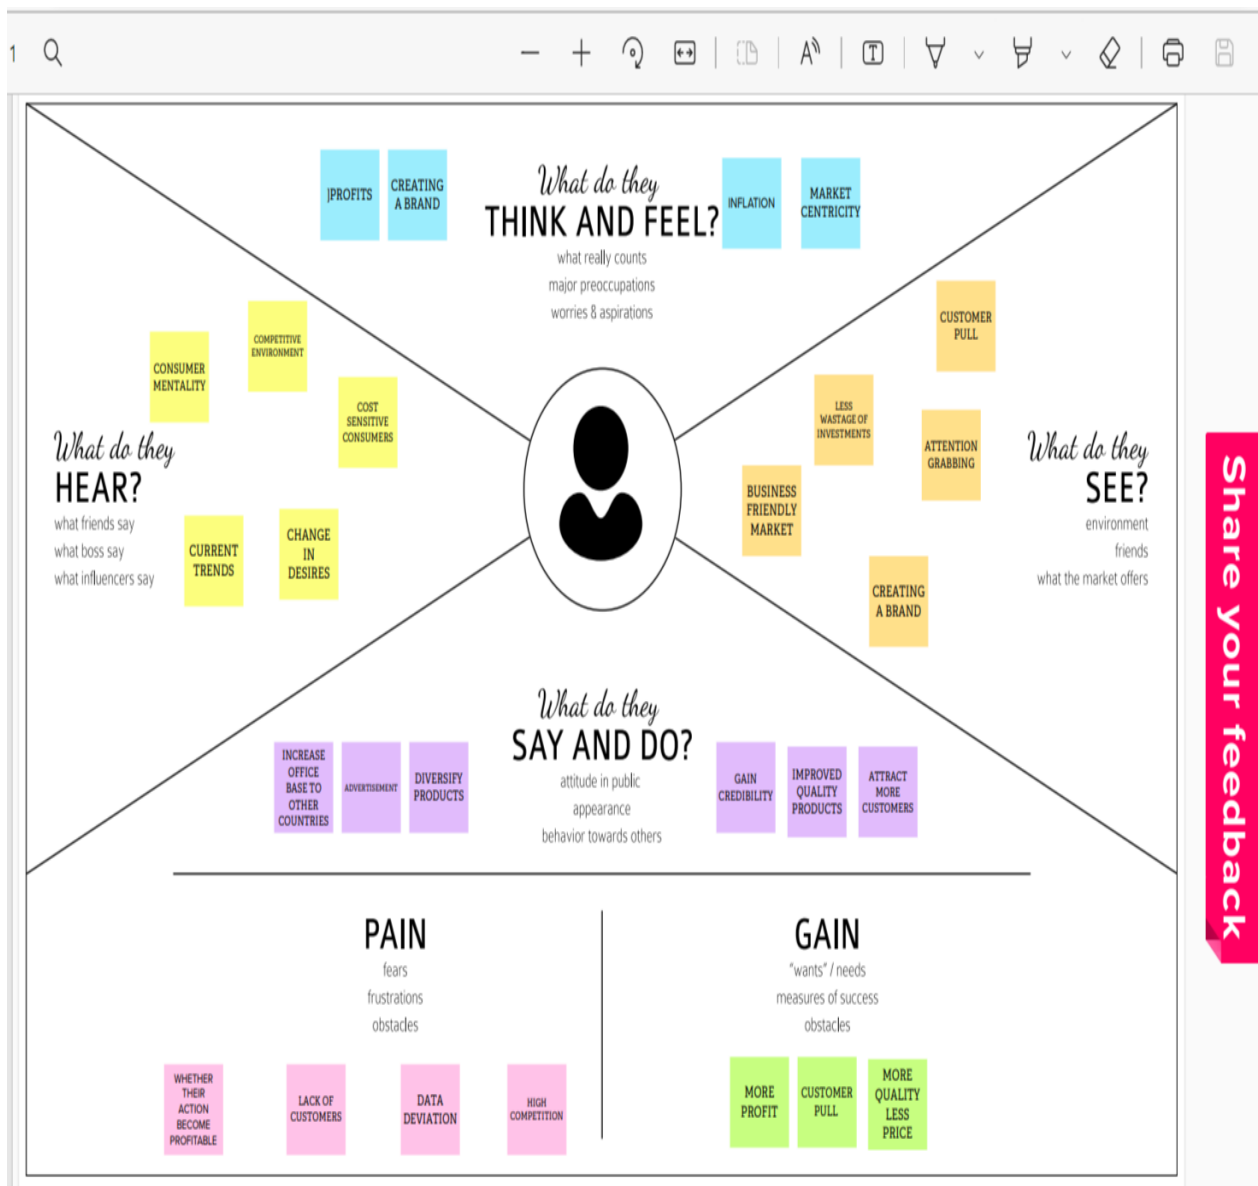 1
T
JPROFITS
CREATING
A BRAND
What do they
THINK AND FEEL?
what really counts
major preoccupations
worries & aspirations
INFLATION
MARKET
CENTRICITY
CONSUMER
MENTALITY
COMPETITIVE
ENVIRONMENT
COST
SENSITIVE
CONSUMERS
What do they
HEAR?
what friends say
what boss say
what influencers say
CURRENT
TRENDS
CHANGE
IN
DESIRES
CUSTOMER
PULL
LESS
WASTAGE OF
INVESTMENTS
ATTENTION
GRABBING
BUSINESS
FRIENDLY
MARKET
CREATING
A BRAND
What do they
SEE?
environment
friends
what the market offers
Share your feedback
What do they
SAY AND DO?
attitude in public
appearance
behavior towards others
INCREASE
OFFICE
BASE TO
OTHER
COUNTRIES
ADVERTISEMENT
DIVERSIFY
PRODUCTS
GAIN
CREDIBILITY
IMPROVED
QUALITY
PRODUCTS
ATTRACT
MORE
CUSTOMERS
PAIN
fears
frustrations
obstacles
WHETHER
THEIR
ACTION
BECOME
PROFITABLE
LACK OF
CUSTOMERS
DATA
DEVIATION
HIGH
COMPETITION
GAIN
"wants" / needs
measures of success
obstacles
MORE
PROFIT
CUSTOMER
PULL
MORE
QUALITY
LESS
PRICE